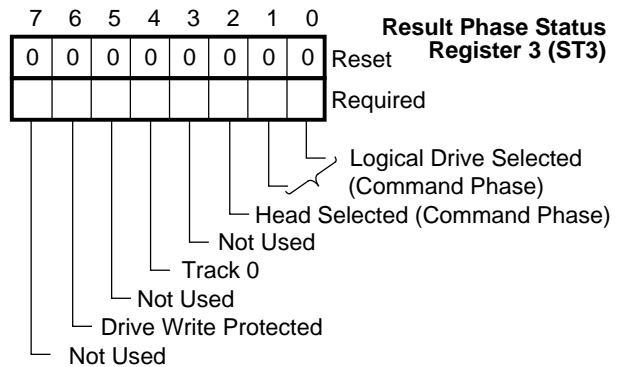 7 6 5 4 3 2 1 0
Result Phase Status
Register 3 (ST3)
0 0 0 0 0 0 0 0 Reset
Required
Logical Drive Selected
(Command Phase)
Head Selected (Command Phase)
Not Used
Track 0
Not Used
Drive Write Protected
Not Used